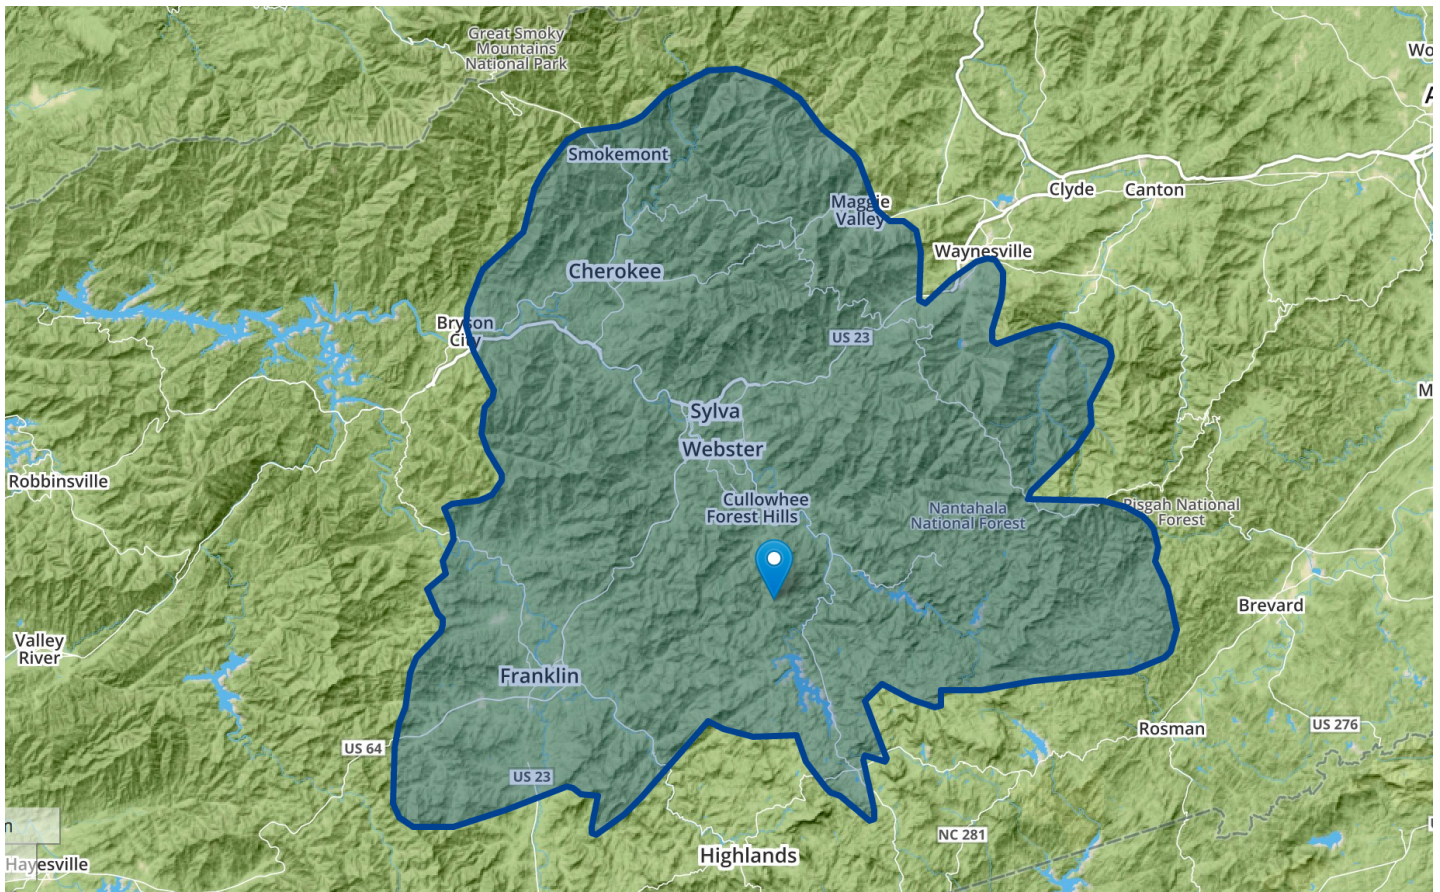 Great Smoky
Mountains
National Park
Smokemont
Clyde
Canton
Maggie
Valley
Waynesville
Cherokee
Bryson
City
US 23
Sylva
Webster
Robbinsville
Cullowhee
Forest Hills
Nantahala
National Forest
Pisgah National
Forest
Brevard
Valley
River
Franklin
Rosman
US 276
US 64
US 23
NC 281
Highlands
Hayesville